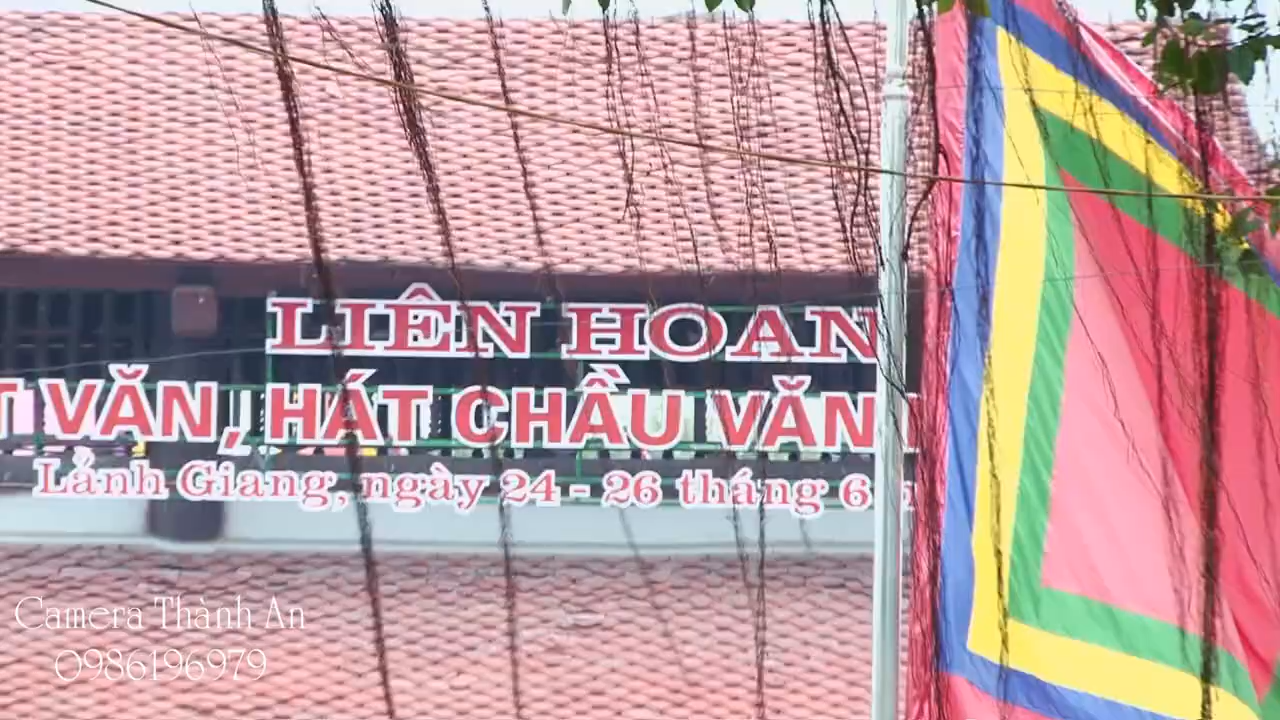 LIÊN HOAN
VĂN, HÁT CHẦU VĂN
Lảnh Giang, ngày 24 - 26 tháng 6
Camera Thành An
0986196979